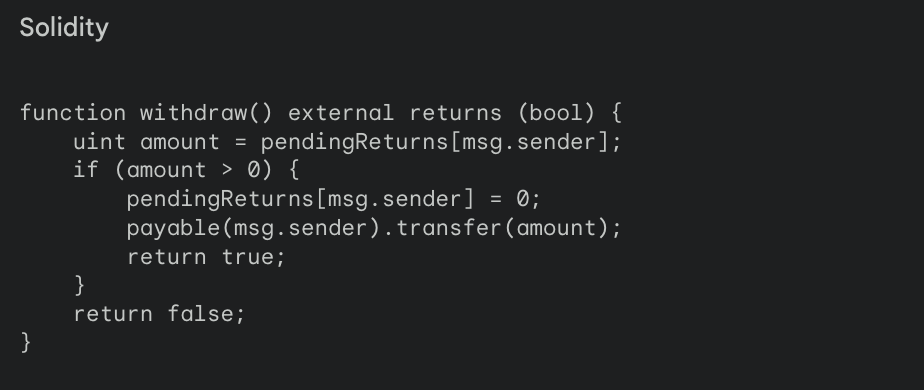 Solidity
function withdraw() external returns (bool) {
    uint amount = pendingReturns[msg.sender];
    if (amount > 0) {
        pendingReturns[msg.sender] = 0;
        payable(msg.sender).transfer(amount);
        return true;
    }
    return false;
}